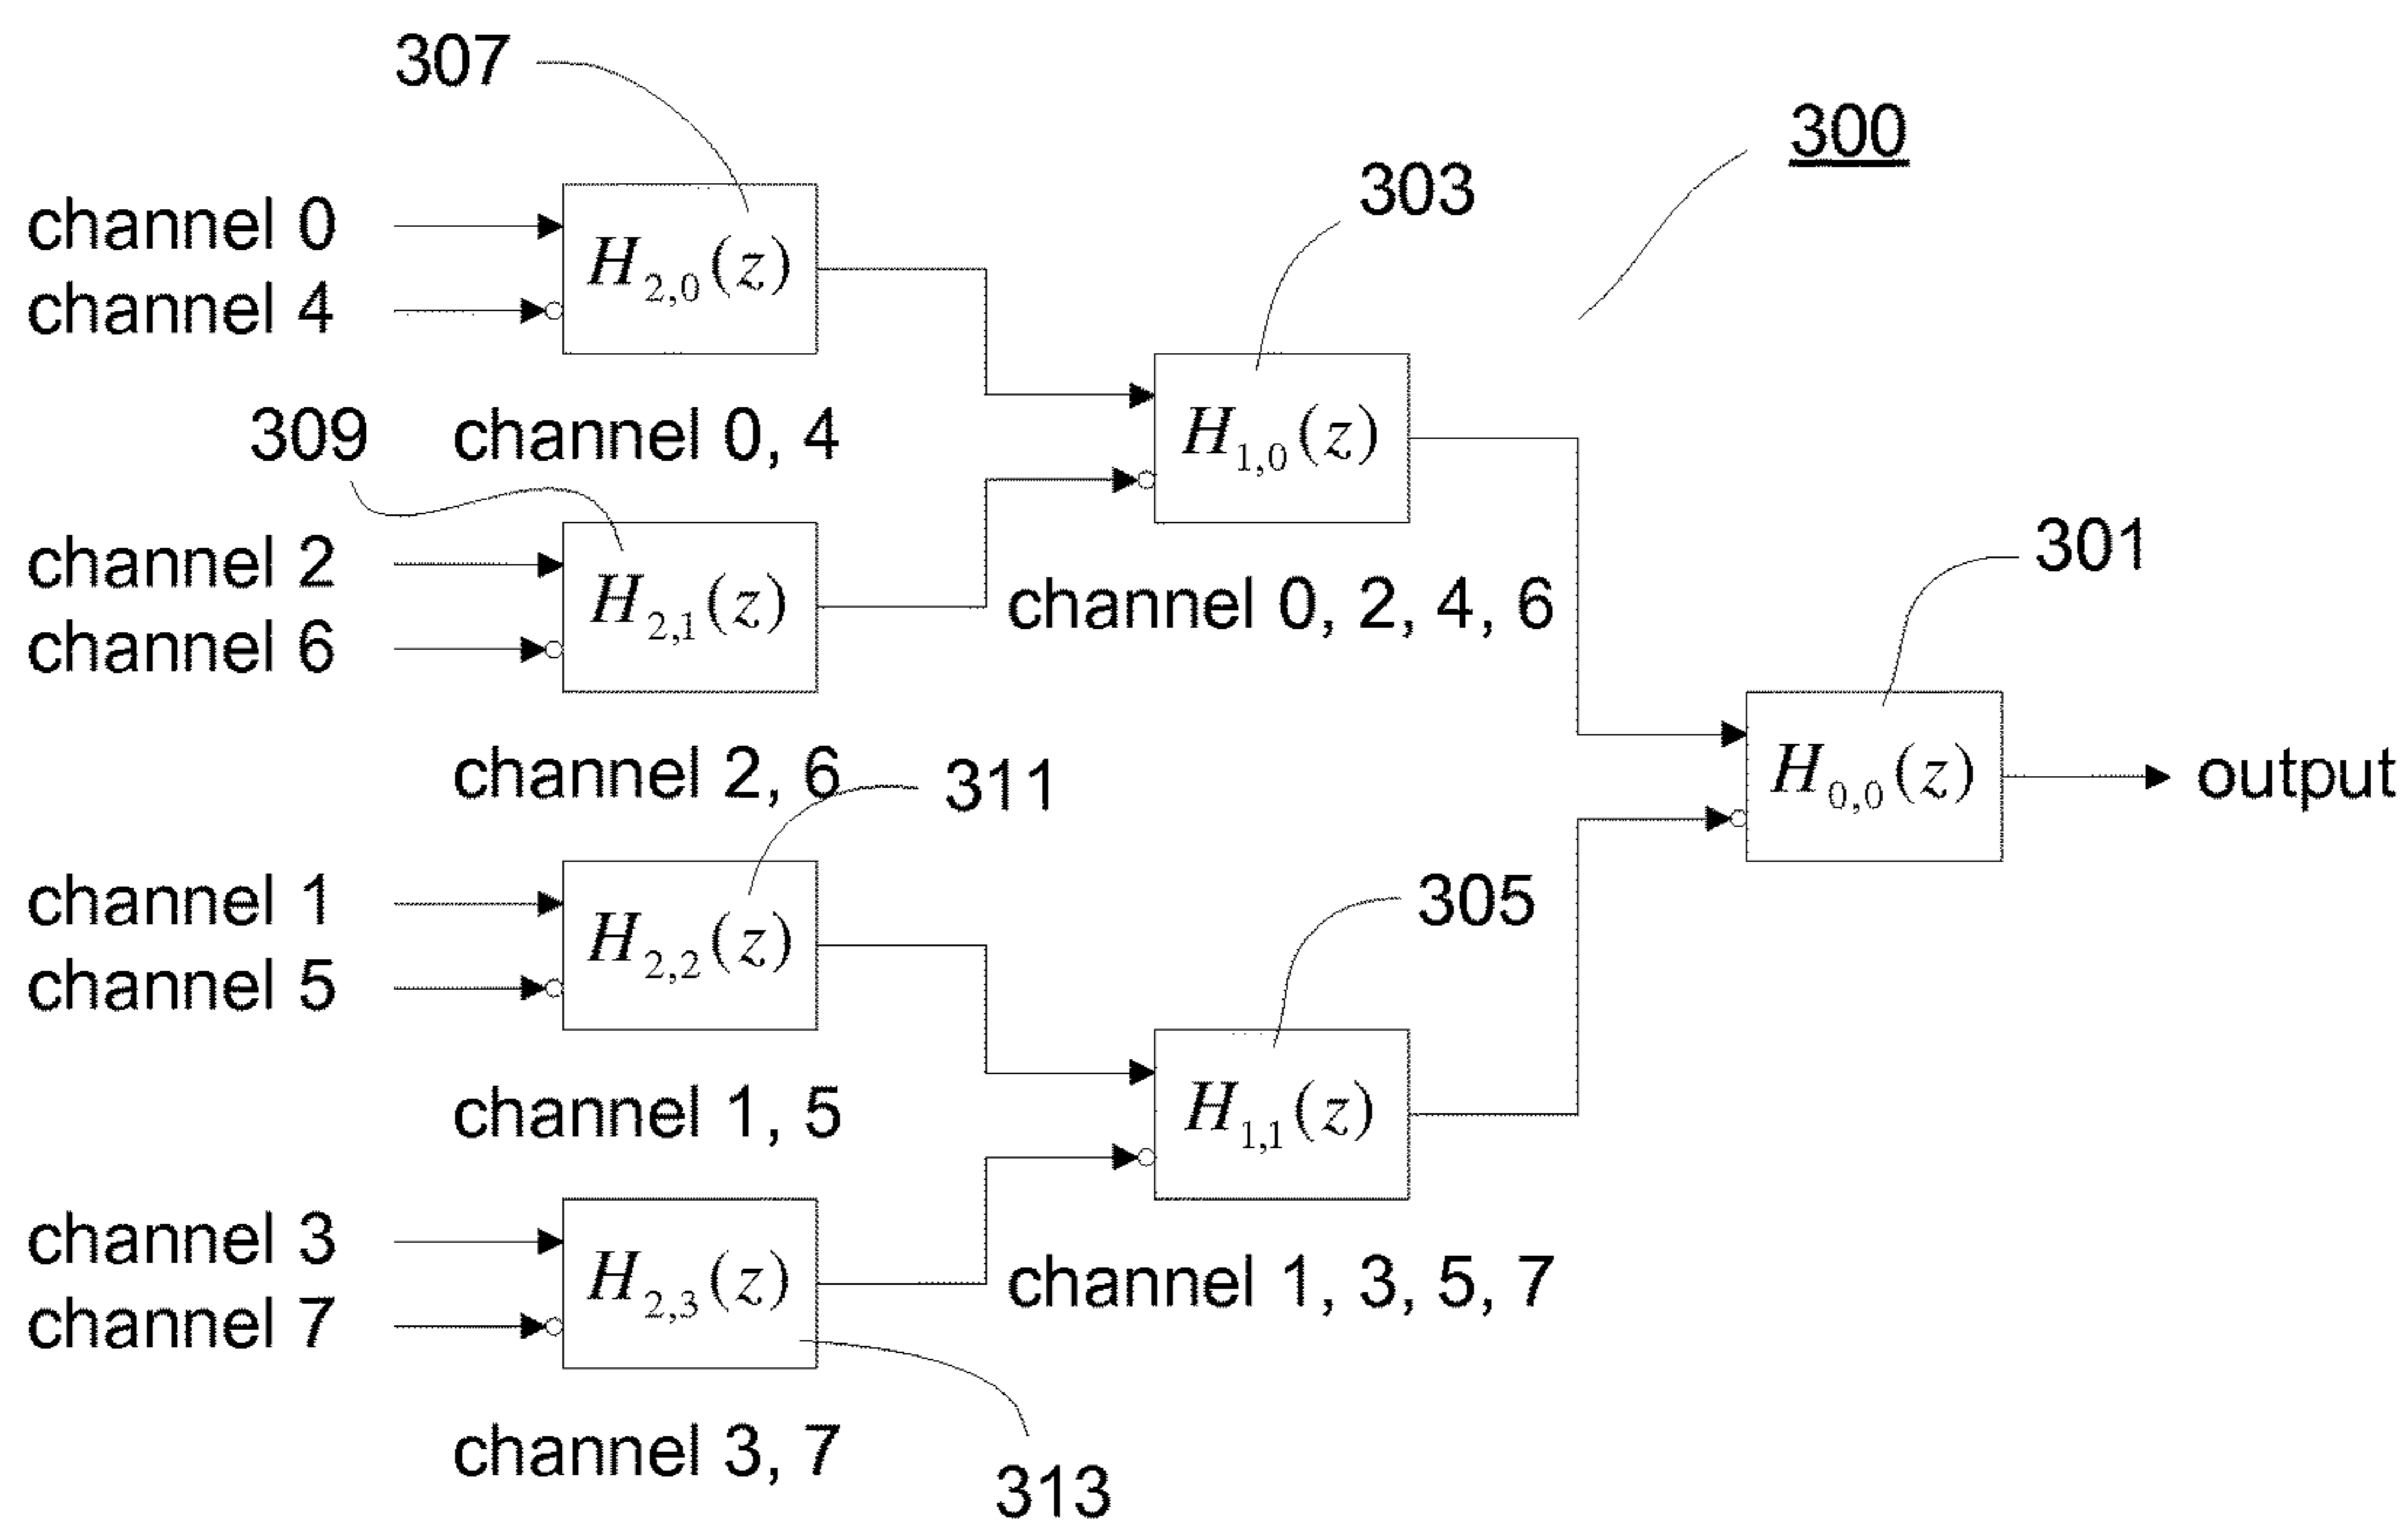 307
300
303
channel 0
H2,0(z)
channel 4
309
channel 0, 4
H1,0(z)
301
channel 2
H2,1(z)
channel 0, 2, 4, 6
channel 6
channel 2, 6
311
H0,0(z)
output
channel 1
305
H2,2(z)
channel 5
channel 1, 5
H1,1(z)
channel 3
H2,3(z)
channel 1, 3, 5, 7
channel 7
channel 3, 7
313